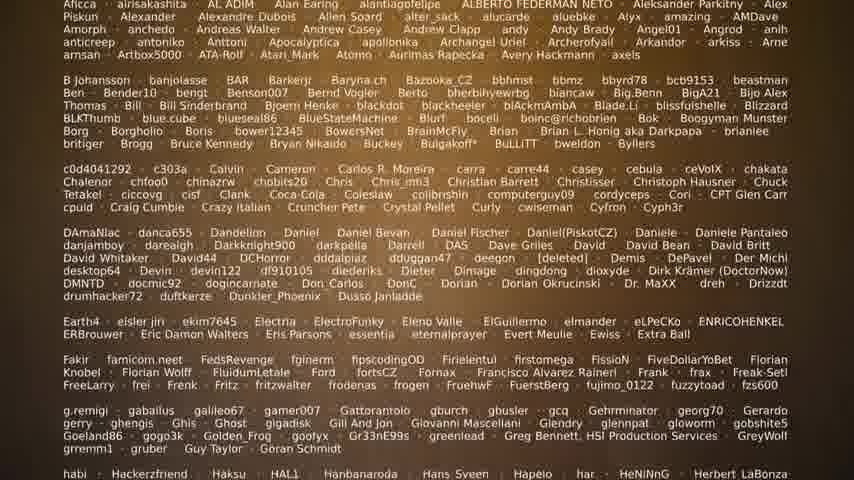 Aficca · airisakashita · AL ADIM · Alan Earing · alantiagofelipe · ALBERTO FEDERMAN NETO · Aleksander Parkitny · Alex
Piskun · Alexander · Alexandre Dubois · Allen Soard · alter_sack · alucarde · aluebke · Alyx · amazing · AMDave
Amorph · anchedo · Andreas Walter · Andrew Casey · Andrew Clapp · andy · Andy Brady · Angel01 · Angrod · anih
anticreep · antoniko · Anttoni · Apocalyptica · apollonika · Archangel Uriel · Archerofaail · Arkandor · arkiss · Arne
arnsan · Artbox5000 · ATA-Rolf · Atari_Mark · Atomo · Aurimas Rapecka · Avery Hackmann · axels
B Johansson · banjolasse · BAR · Barkerjr · Baryna.ch · Bazooka_CZ · bbhmst · bbmz · bbyrd78 · bcb9153 · beastman
Ben · Bender10 · bengt · Benson007 · Bernd Vogler · Berto · bherbihyewrbg · biancaw · Big.Benn · BigA21 · Bijo Alex
Thomas · Bill · Bill Sinderbrand · Bjoern Henke · blackdot · blackheeler · blAckmAmbA · Blade.Li · blissfulshelle · Blizzard
BLKThumb · blue.cube · blueseal86 · BlueStateMachine · Blurf · boceli · boinc@richobrien · Bok · Boogyman Munster
Borg · Borgholio · Boris · bower12345 · BowersNet · BrainMcFly · Brian · Brian L. Honig aka Darkpapa · brianlee
britiger · Brogg · Bruce Kennedy · Bryan Nikaido · Buckey · Bulgakoff* · BuLLiTT · bweldon · Byllers
c0d4041292 · c303a · Calvin · Cameron · Carlos R. Moreira · carra · carre44 · casey · cebula · ceVoIX · chakata
Chalenor · chfoo0 · chinazrw · chobits20 · Chris · Chris_imi3 · Christian Barrett · Christisser · Christoph Hausner · Chuck
Tetakel · ciccovg · cisf · Clank · Coca-Cola · Coleslaw · colibrishin · computerguy09 · cordyceps · Cori · CPT Glen Carr
cpuid · Craig Cumbie · Crazy italian · Cruncher Pete · Crystal Pellet · Curly · cwiseman · Cyfron · Cyph3r
DAmaNIac · danca655 · Dandelion · Daniel · Daniel Bevan · Daniel Fischer · Daniel(PiskotCZ) · Daniele · Daniele Pantaleo
danjamboy · darealgh · Darkknight900 · darkpella · Darrell · DAS · Dave Griles · David · David Bean · David Britt
David Whitaker · David44 · DCHorror · dddalpiaz · dduggan47 · deegon · [deleted] · Demis · DePavel · Der Michl
desktop64 · Devin · devin122 · df910105 · diederiks · Dieter · Dimage · dingdong · dioxyde · Dirk Krämer (DoctorNow)
DMNTD · docmic92 · dogincarnate · Don_Carlos · DonC · Dorian · Dorian Okrucinski · Dr. MaXX · dreh · Drizzdt
drumhacker72 · duftkerze · Dunkler_Phoenix · Dusso Janladde
Earth4 · eisler jiri · ekim7645 · Electria · ElectroFunky · Eleno Valle · ElGuillermo · elmander · eLPeCKo · ENRICOHENKEL
ERBrouwer · Eric Damon Walters · Eris Parsons · essentia · eternalprayer · Evert Meulie · Ewiss · Extra Ball
Fakir · famicom.neet · FedsRevenge · fginerm · fipscodingOD · Firielentul · firstomega · FissioN · FiveDollarYoBet · Florian
Knobel · Florian Wolff · FluidumLetale · Ford · fortsCZ · Fornax · Francisco Alvarez Rainerl · Frank · frax · Freak-Setl
FreeLarry · frei · Frenk · Fritz · fritzwalter · frodenas · frogen · FruehwF · FuerstBerg · fujimo_0122 · fuzzytoad · fzs600
g.remigi · gabailus · galileo67 · gamer007 · Gattorantolo · gburch · gbusler · gcq · Gehrminator · georg70 · Gerardo
gerry · ghengis · Ghis · Ghost · gigadisk · Gill And Jon · Giovanni Mascellani · Glendry · glennpat · gloworm · gobshite5
Goeland86 · gogo3k · Golden_Frog · goofyx · Gr33nE99s · greenlead · Greg Bennett, HSI Production Services · GreyWolf
grremm1 · gruber · Guy Taylor · Göran Schmidt
habi · Hackerzfriend · Haksu · HAL1 · Hanbanaroda · Hans Sveen · Hapelo · har · HeNiNnG · Herbert LaBonza